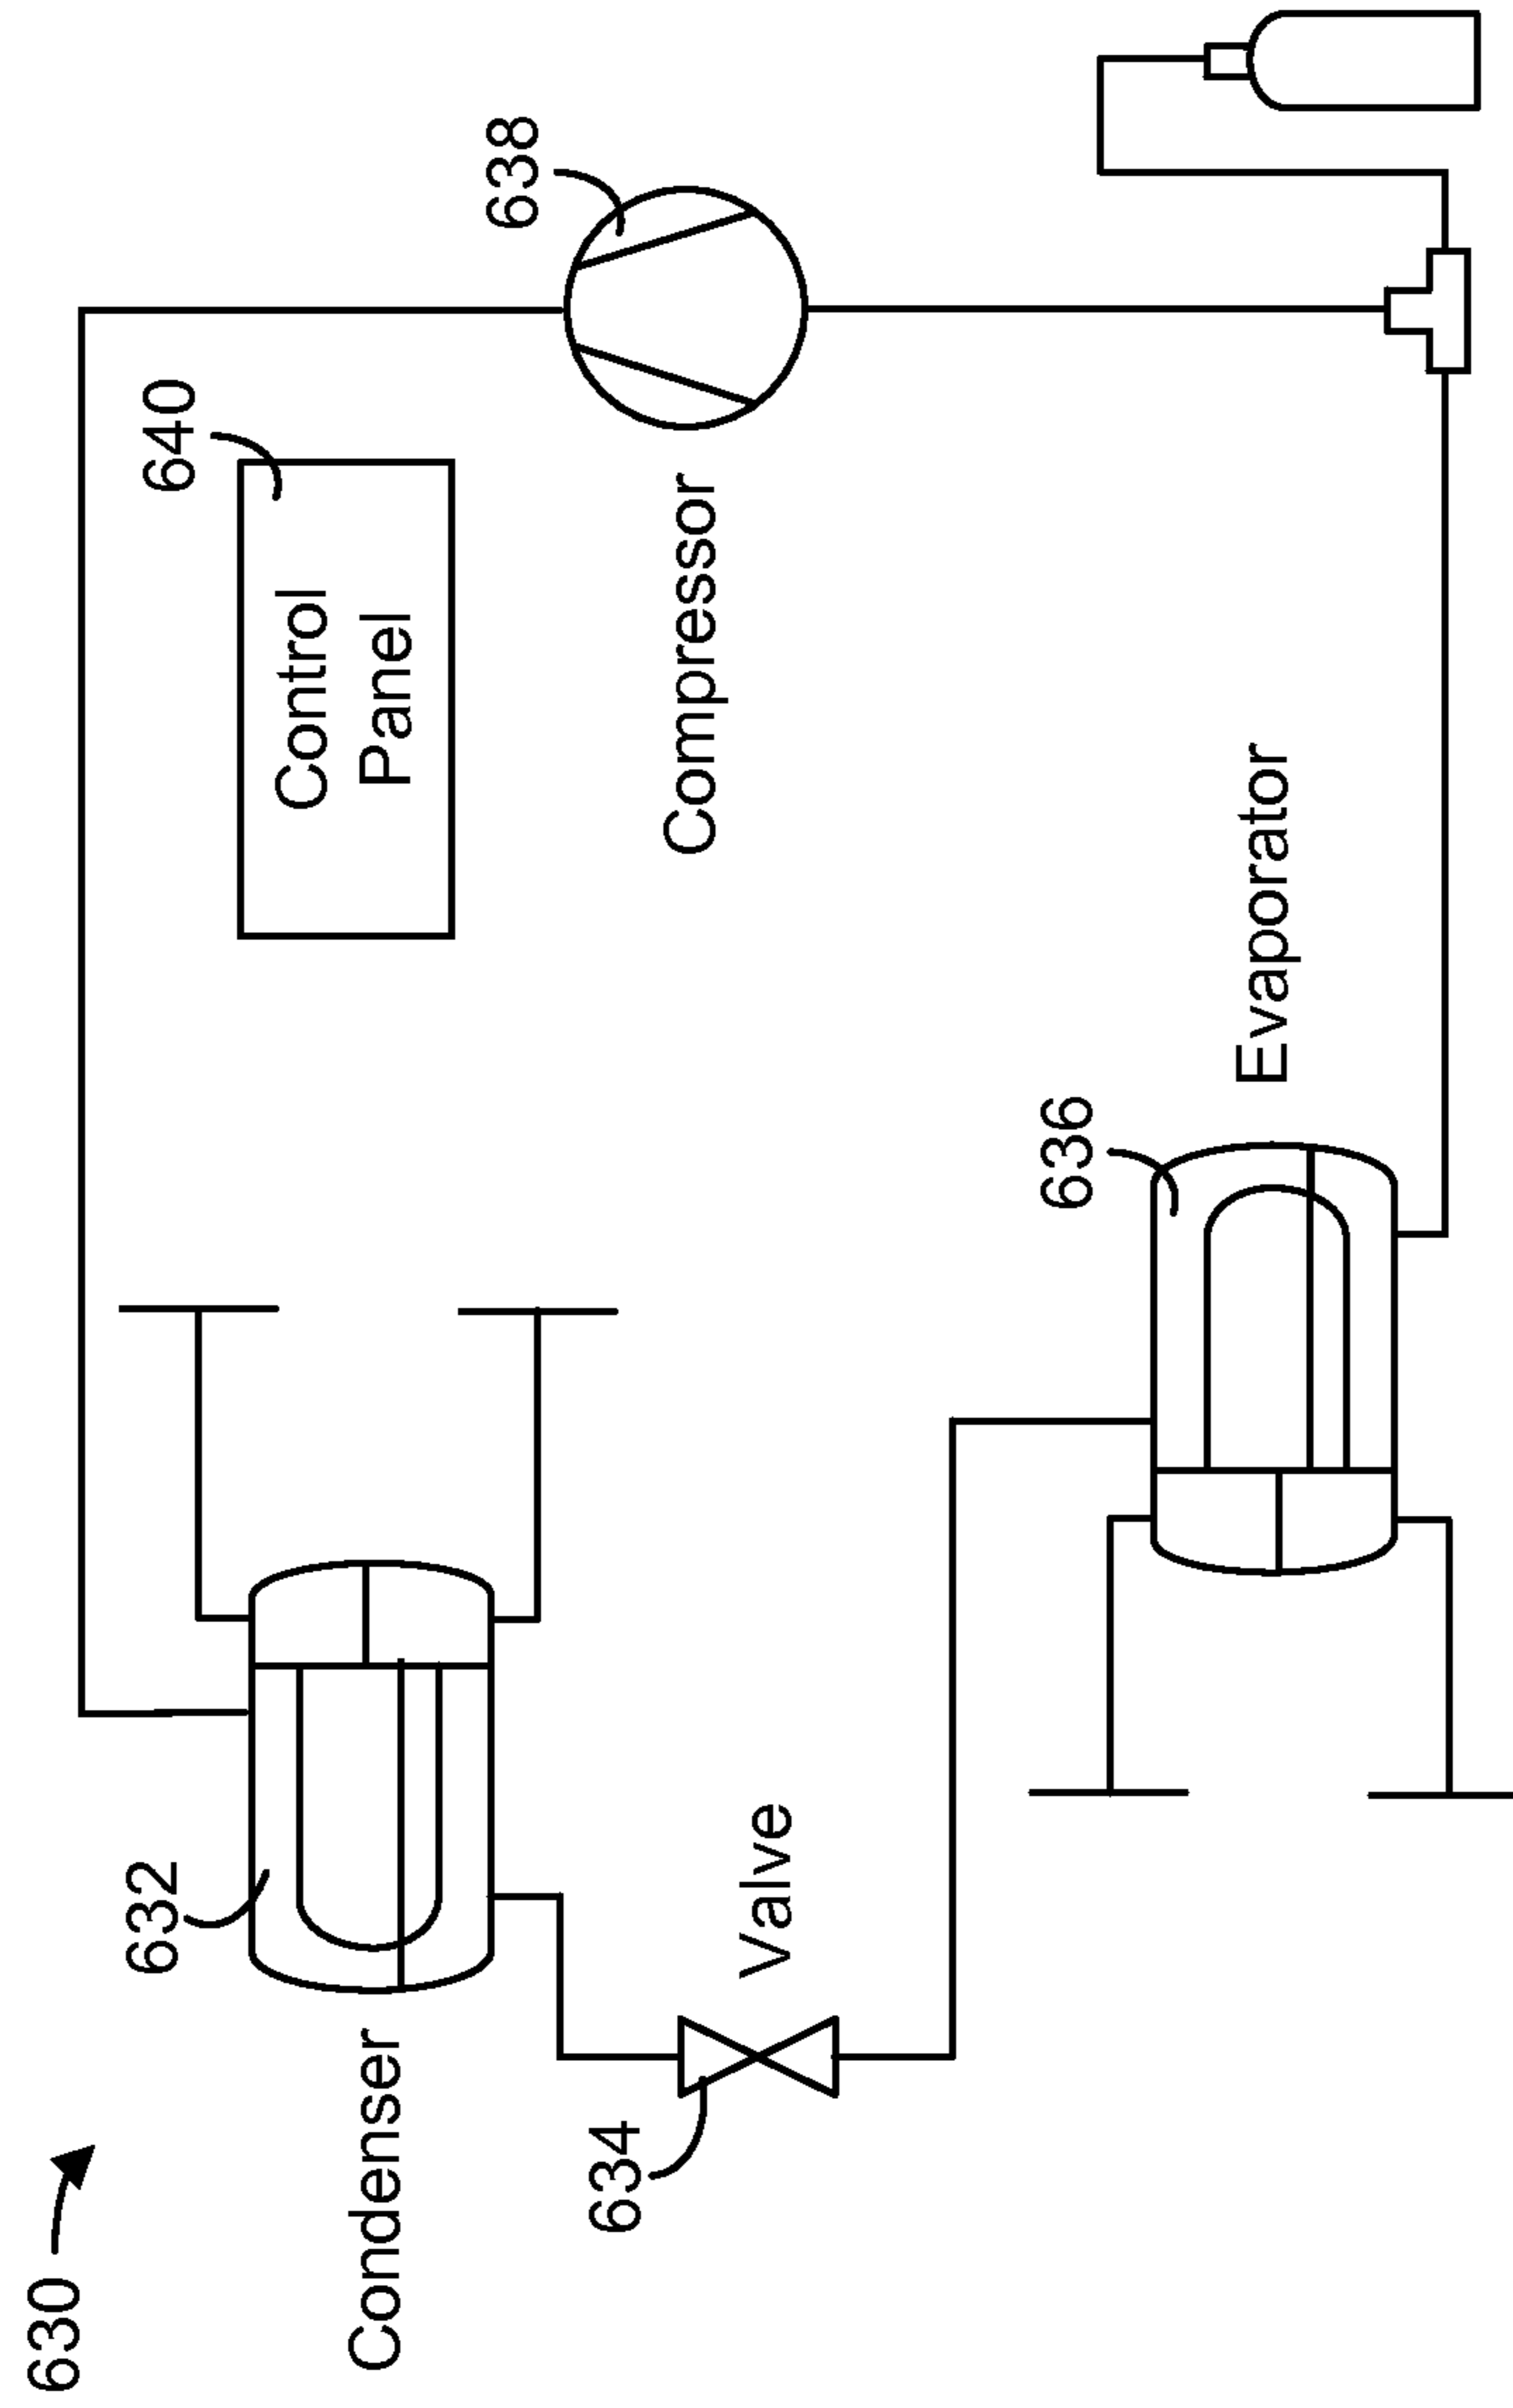 630
Condenser
632
634
Valve
640
Control
Panel
638
Compressor
636
Evaporator